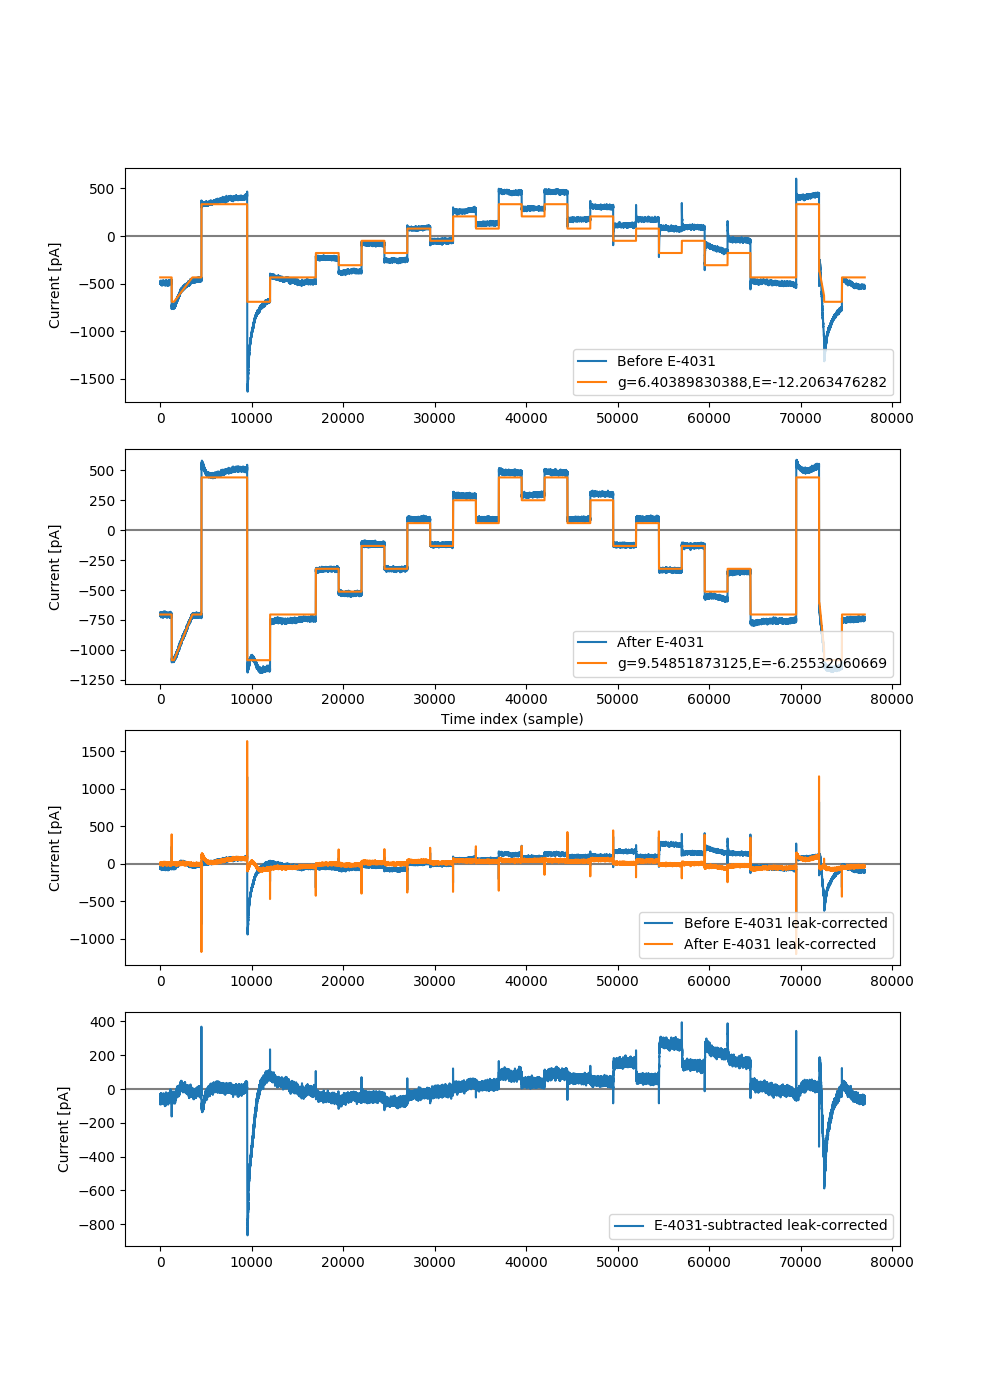 500
0
−500
−1000
−1500
Current [pA]
Before E-4031
g=6.40389830388,E=-12.2063476282
0 10000 20000 30000 40000 50000 60000 70000 80000
500
250
0
−250
−500
−750
−1000
−1250
Current [pA]
After E-4031
g=9.54851873125,E=-6.25532060669
0 10000 20000 30000 40000 50000 60000 70000 80000
Time index (sample)
1500
1000
500
0
−500
−1000
Current [pA]
Before E-4031 leak-corrected
After E-4031 leak-corrected
0 10000 20000 30000 40000 50000 60000 70000 80000
400
200
0
−200
−400
−600
−800
Current [pA]
E-4031-subtracted leak-corrected
0 10000 20000 30000 40000 50000 60000 70000 80000